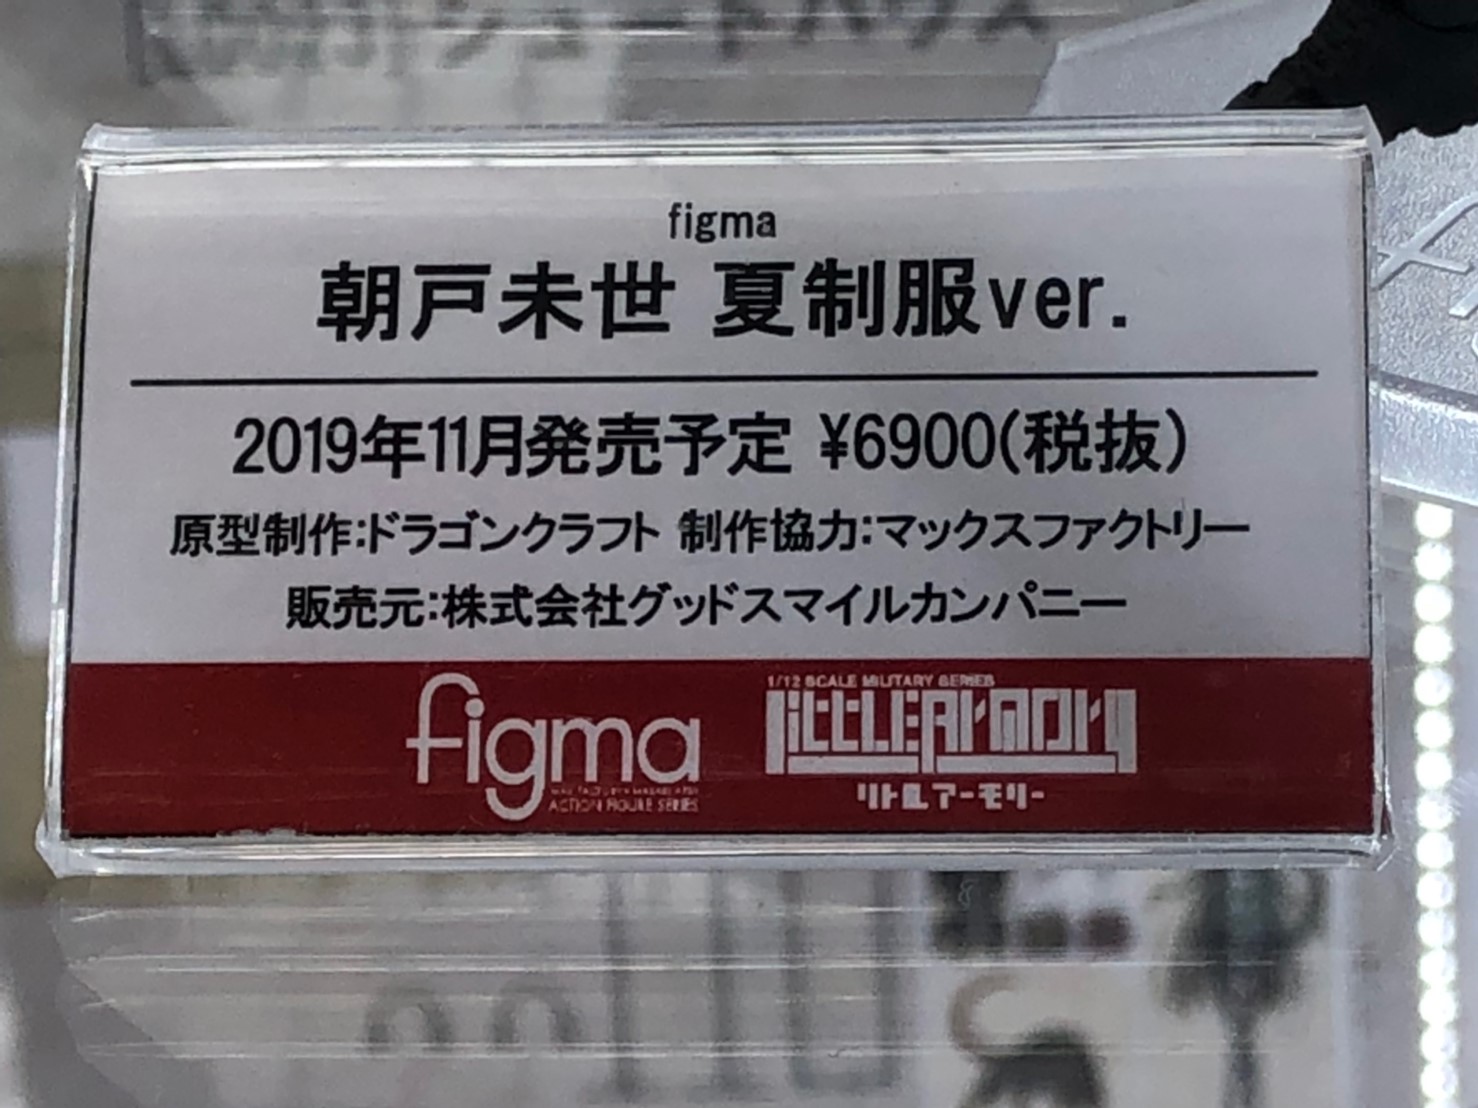 figma
朝戸未世 夏制服ver.
2019年11月発売予定 ¥6900(税抜)
原型制作:ドラゴンクラフト 制作協力:マックスファクトリー
販売元:株式会社グッドスマイルカンパニー
figma
ACTION FIGURE SERIES
1/12 SCALE MILITARY SERIES
LITTLEARMORY
リトルアーモリー